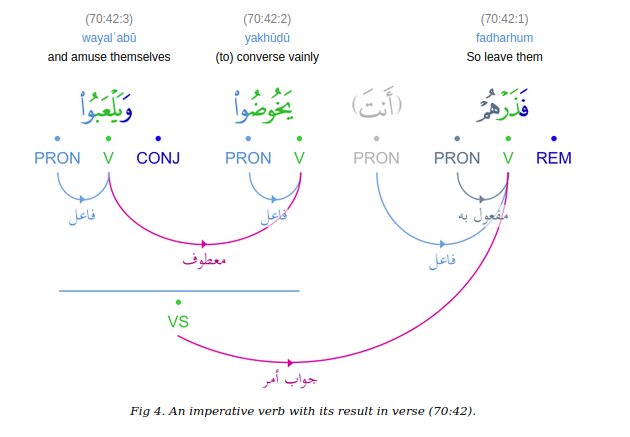 (70:42:3) (70:42:2) (70:42:1)
wayalʿabū yakhūḍū fadharhum
and amuse themselves (to) converse vainly So leave them
فَذَرْهُمْ (أَنتَ) يَخُوضُوا۟ وَيَلْعَبُوا۟
PRON V CONJ PRON V PRON PRON V REM
فاعل فاعل مفعول به
معطوف فاعل
VS
جواب أمر
Fig 4. An imperative verb with its result in verse (70:42).